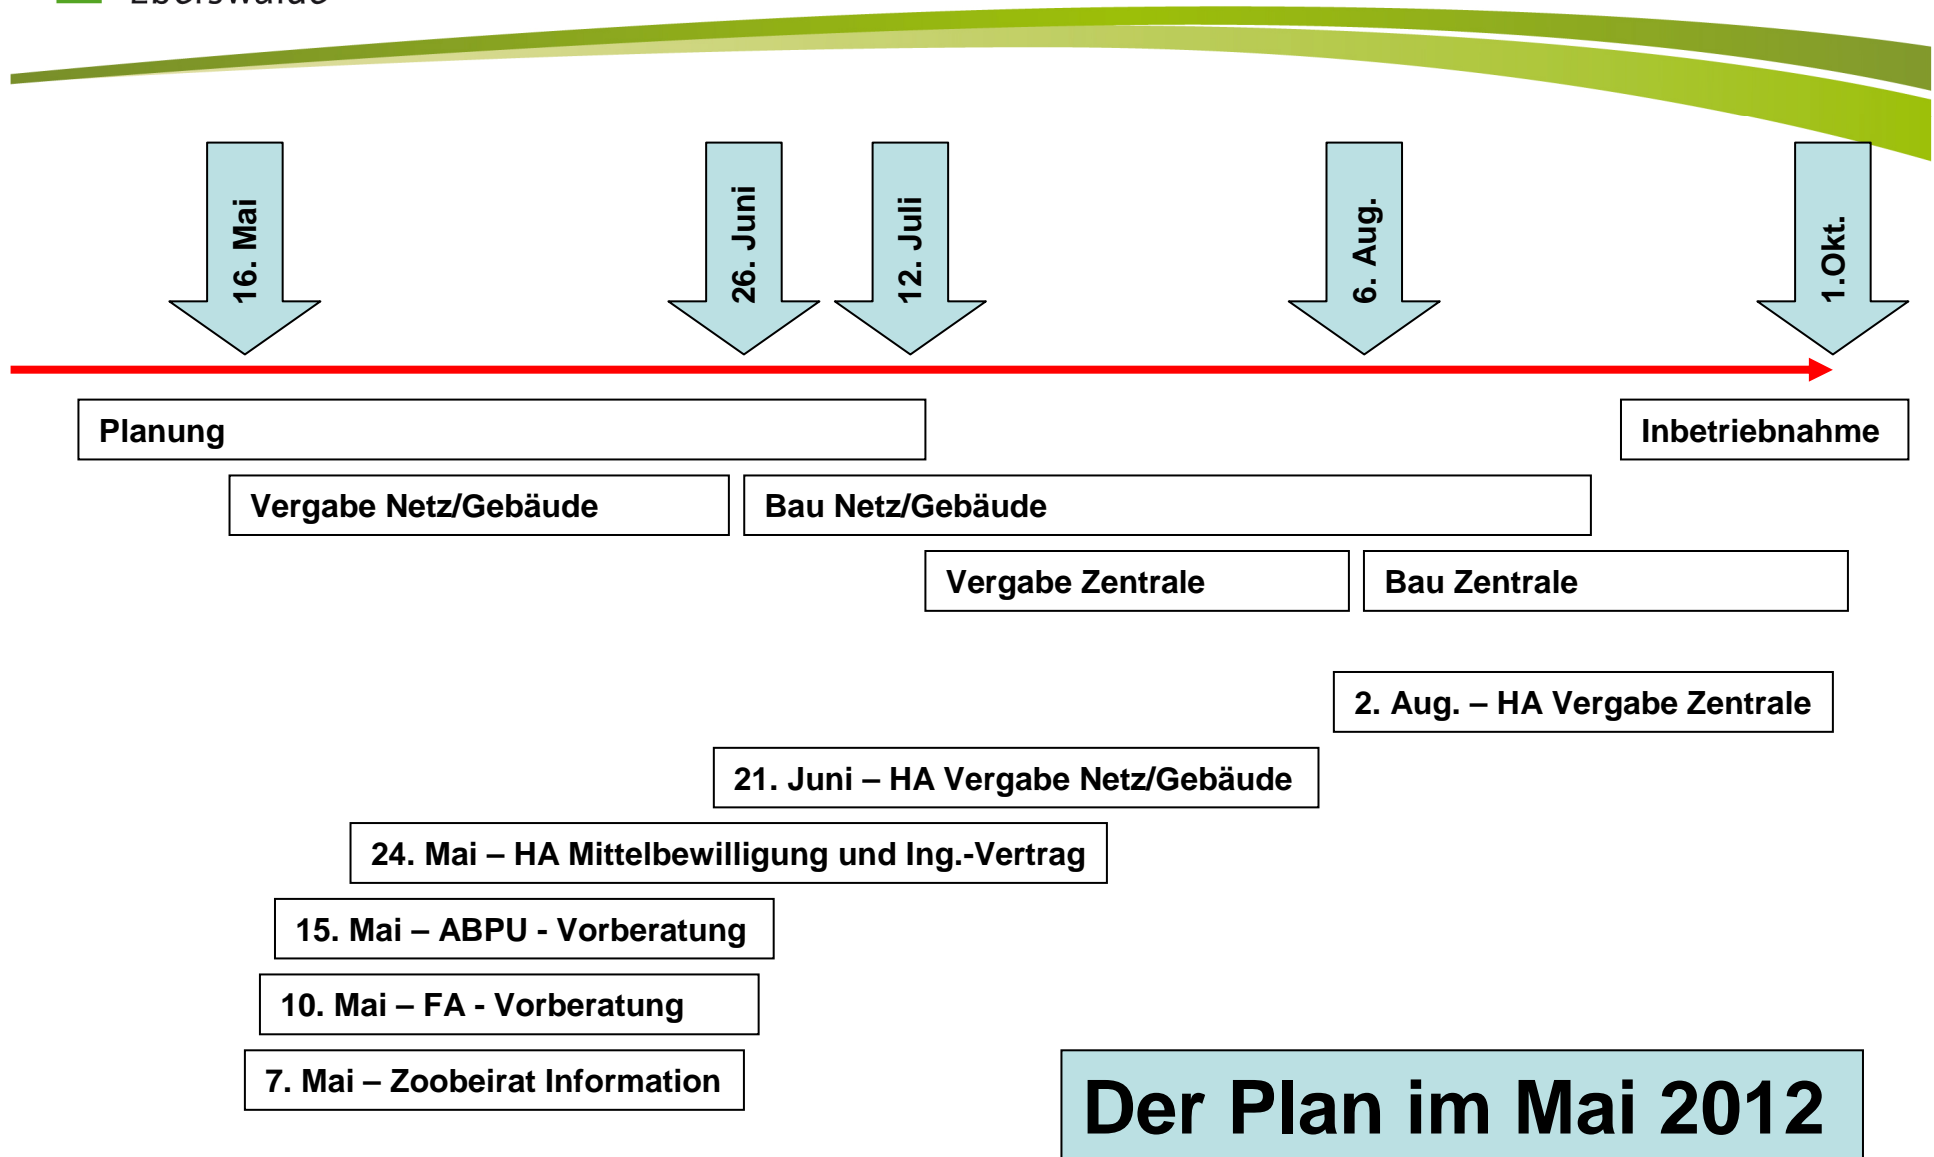 Eberswalde
16. Mai
26. Juni
12. Juli
6. Aug.
1.Okt.
Planung
Inbetriebnahme
Vergabe Netz/Gebäude
Bau Netz/Gebäude
Vergabe Zentrale
Bau Zentrale
2. Aug. – HA Vergabe Zentrale
21. Juni – HA Vergabe Netz/Gebäude
24. Mai – HA Mittelbewilligung und Ing.-Vertrag
15. Mai – ABPU - Vorberatung
10. Mai – FA - Vorberatung
7. Mai – Zoobeirat Information
Der Plan im Mai 2012